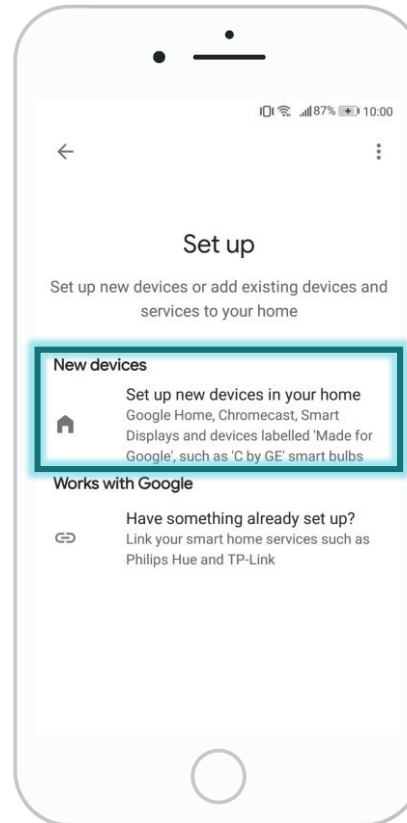 87% 10:00
Set up
Set up new devices or add existing devices and
services to your home
New devices
Set up new devices in your home
Google Home, Chromecast, Smart
Displays and devices labelled 'Made for
Google', such as 'C by GE' smart bulbs
Works with Google
Have something already set up?
Link your smart home services such as
Philips Hue and TP-Link